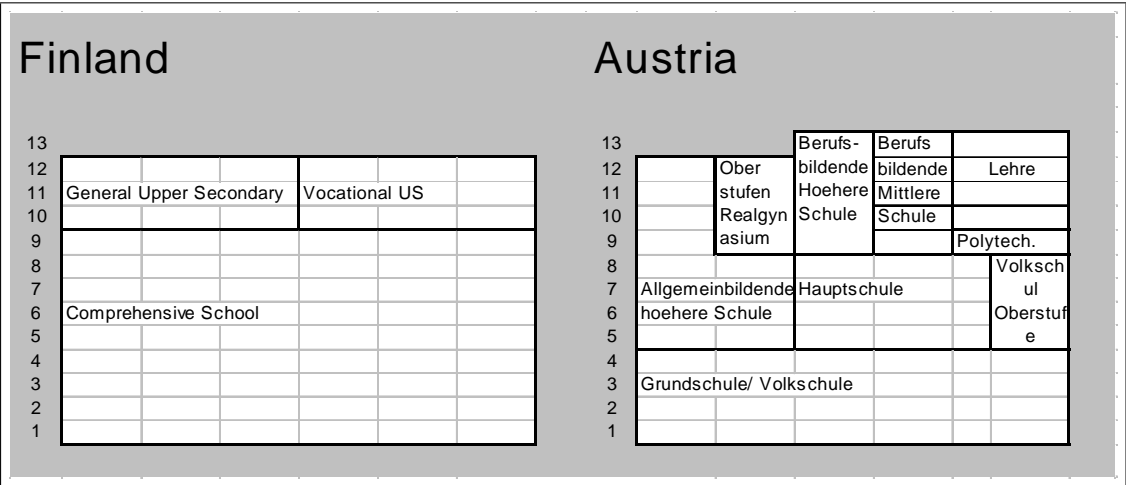 Finland
Austria
13
12
11 General Upper Secondary Vocational US
10
9
8
7
6 Comprehensive School
5
4
3
2
1
13 Berufs- Berufs
12 Ober bildende bildende Lehre
11 stufen Hoehere Mittlere
10 Realgyn Schule Schule
9 asium Polytech.
8 Volksch
7 Allgemeinbildende Hauptschule ul
6 hoehere Schule Oberstuf
5 e
4
3 Grundschule/ Volkschule
2
1